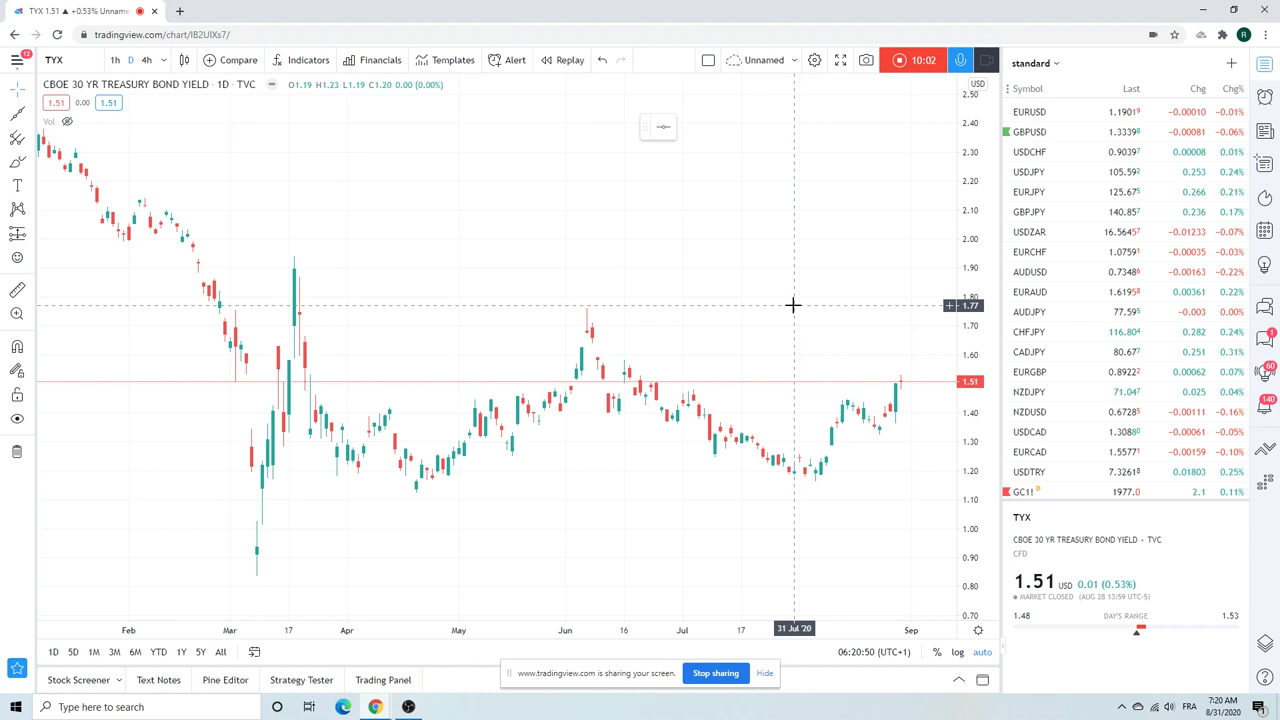 TYX 1.51 ▲ +0.53% Unname
tradingview.com/chart/IB2UIXs7/
R
12
TYX
1h
D
4h
Compare
Indicators
Financials
Templates
Alert
Replay
Unnamed
10:02
standard
CBOE 30 YR TREASURY BOND YIELD · 1D · TVC
1.19 H1.23 L1.19 C1.20 0.00 (0.00%)
USD
1.51 0.00 1.51
Vol
2.50
2.40
2.30
2.20
2.10
2.00
1.90
1.80
1.77
1.70
1.60
1.51
1.40
1.30
1.20
1.10
1.00
0.90
0.80
0.70
Feb Mar 17 Apr May Jun 16 Jul 17 31 Jul '20 Sep
1D 5D 1M 3M 6M YTD 1Y 5Y All
06:20:50 (UTC+1) % log auto
Stock Screener Text Notes Pine Editor Strategy Tester Trading Panel
www.tradingview.com is sharing your screen. Stop sharing Hide
Symbol Last Chg Chg%
EURUSD 1.19019 -0.00010 -0.01%
GBPUSD 1.33398 -0.00081 -0.06%
USDCHF 0.90397 0.00008 0.01%
USDJPY 105.592 0.253 0.24%
EURJPY 125.675 0.266 0.21%
GBPJPY 140.857 0.236 0.17%
USDZAR 16.56457 -0.01233 -0.07%
EURCHF 1.07591 -0.00035 -0.03%
AUDUSD 0.73486 -0.00163 -0.22%
EURAUD 1.61958 0.00361 0.22%
AUDJPY 77.595 -0.003 0.00%
CHFJPY 116.804 0.282 0.24%
CADJPY 80.677 0.251 0.31%
EURGBP 0.89222 0.00062 0.07%
NZDJPY 71.047 0.025 0.04%
NZDUSD 0.67285 -0.00111 -0.16%
USDCAD 1.30880 -0.00061 -0.05%
EURCAD 1.55771 -0.00159 -0.10%
USDTRY 7.32618 0.01803 0.25%
GC1! D 1977.0 2.1 0.11%
TYX
CBOE 30 YR TREASURY BOND YIELD • TVC
CFD
1.51 USD 0.01 (0.53%)
MARKET CLOSED (AUG 28 13:59 UTC-5)
1.48 DAY'S RANGE 1.53
1
60
140
Type here to search
FRA
7:20 AM
8/31/2020
1